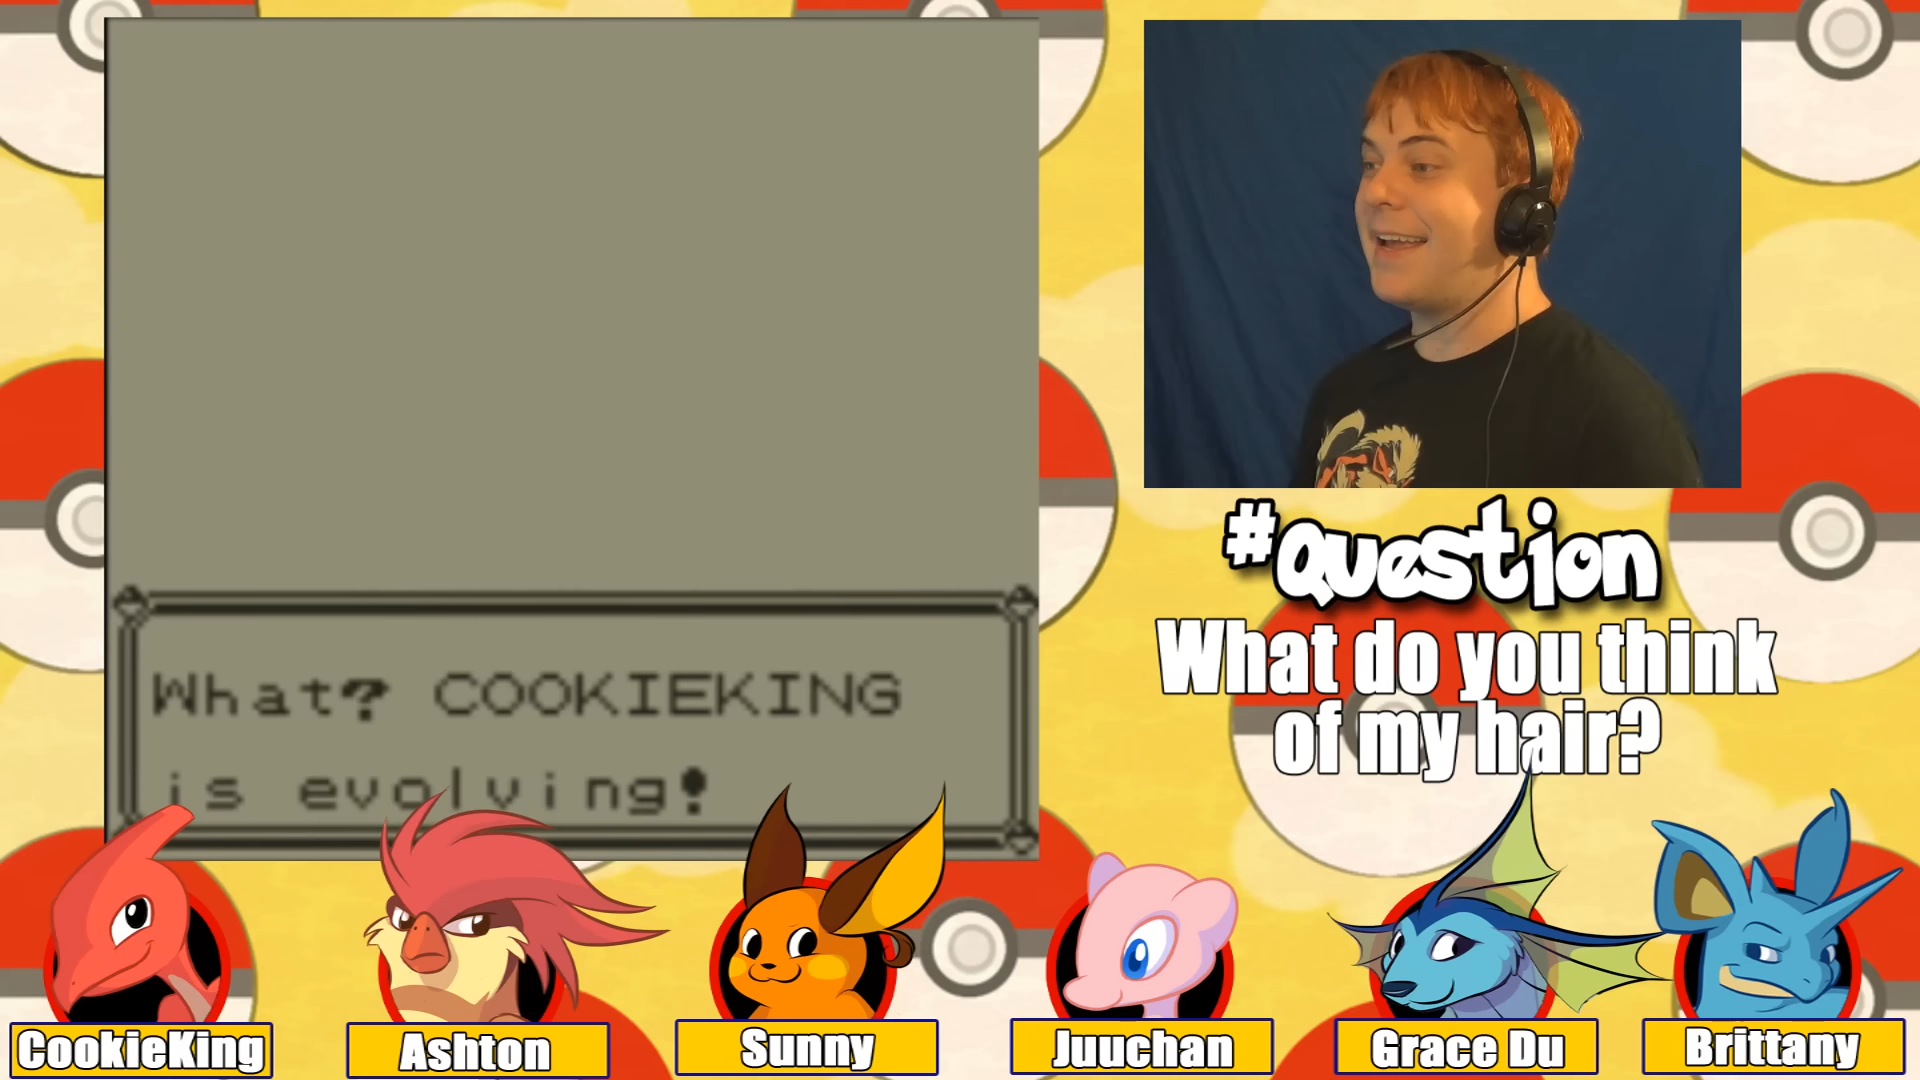 What? COOKIEKING
is evolving!
#Question
What do you think
of my hair?
CookieKing
Ashton
Sunny
Juuchan
Grace Du
Brittany